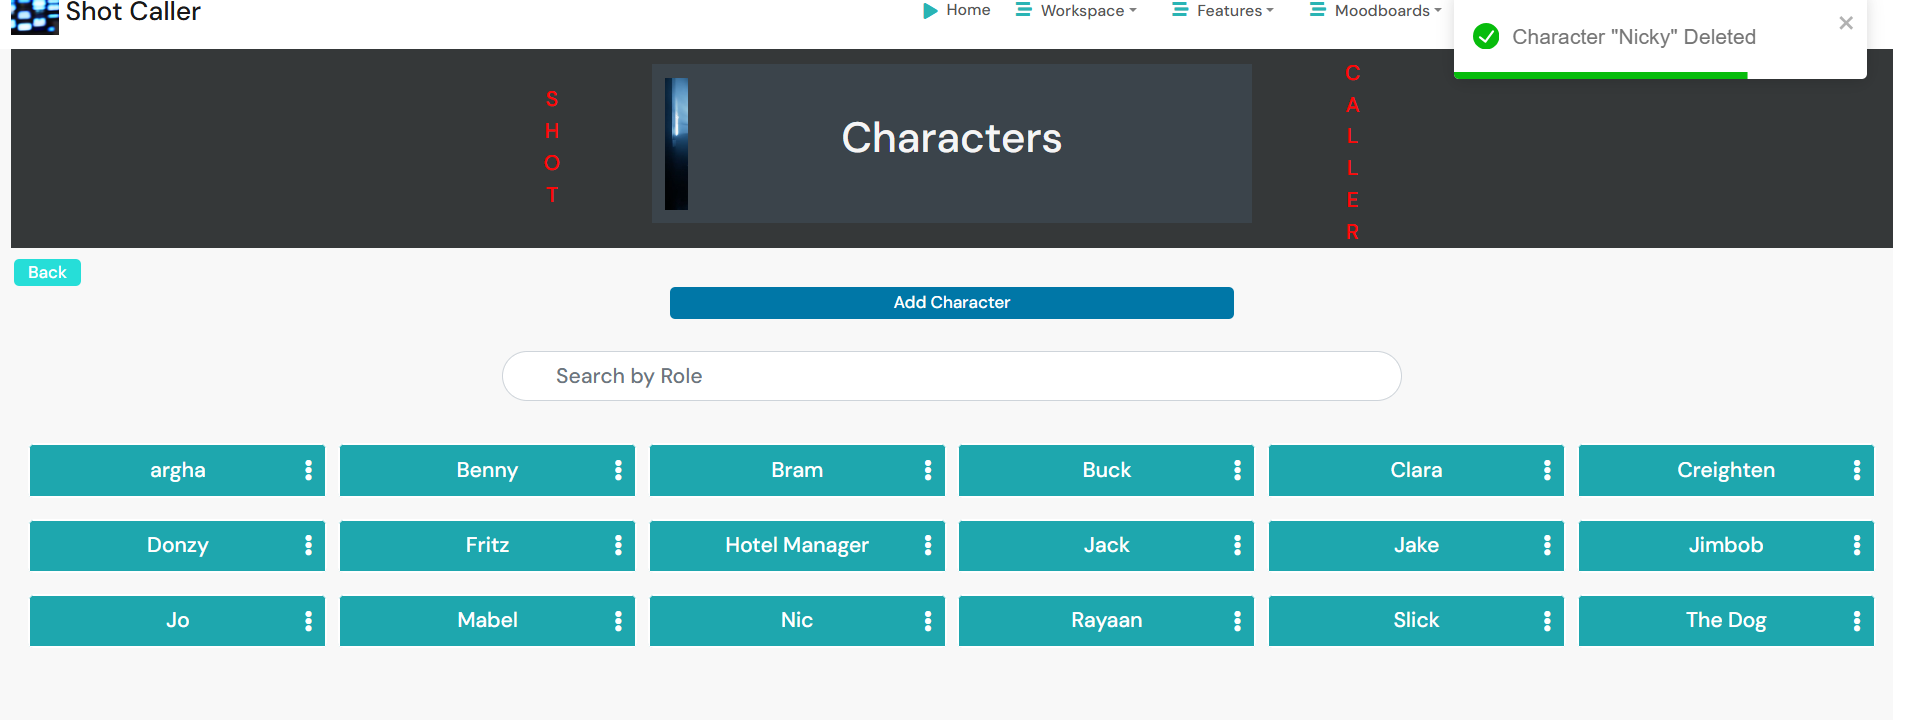 Shot Caller
Home Workspace Features Moodboards
Character "Nicky" Deleted ×
S
H
O
T
Characters
C
A
L
L
E
R
Back
Add Character
Search by Role
argha Benny Bram Buck Clara Creighten
Donzy Fritz Hotel Manager Jack Jake Jimbob
Jo Mabel Nic Rayaan Slick The Dog